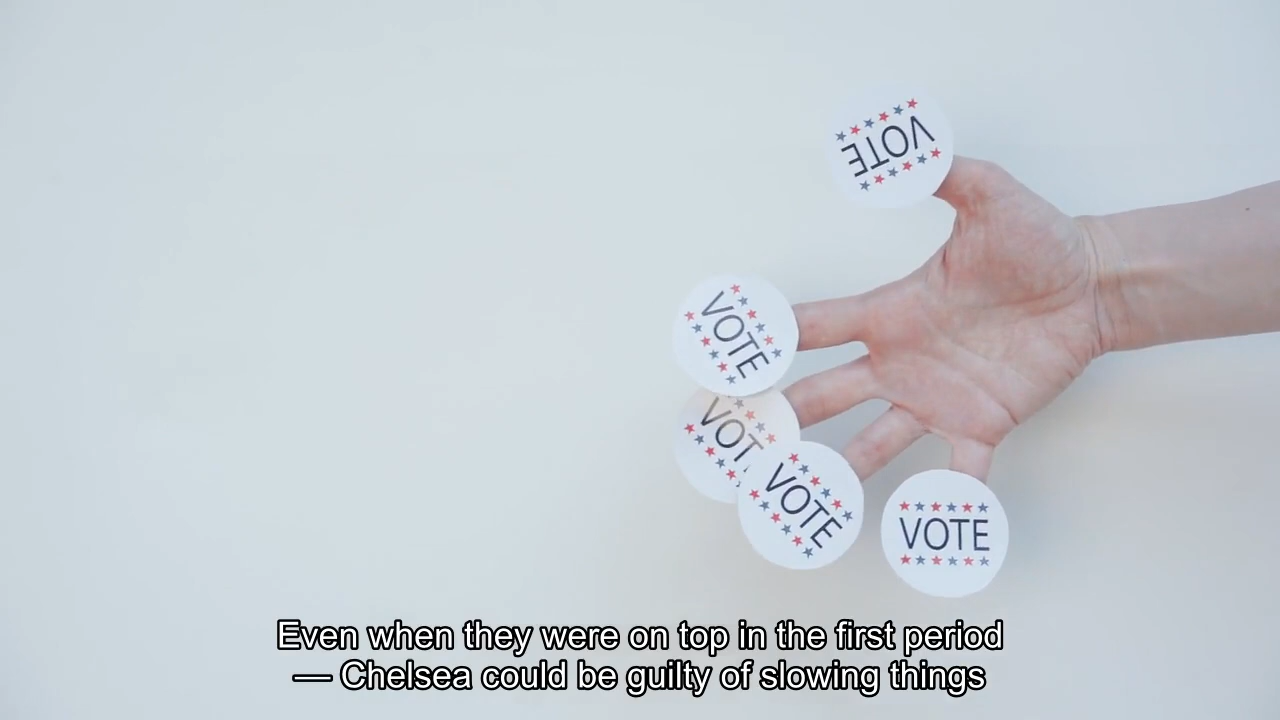 VOTE
VOTE
VOT
VOTE
VOTE
Even when they were on top in the first period
— Chelsea could be guilty of slowing things